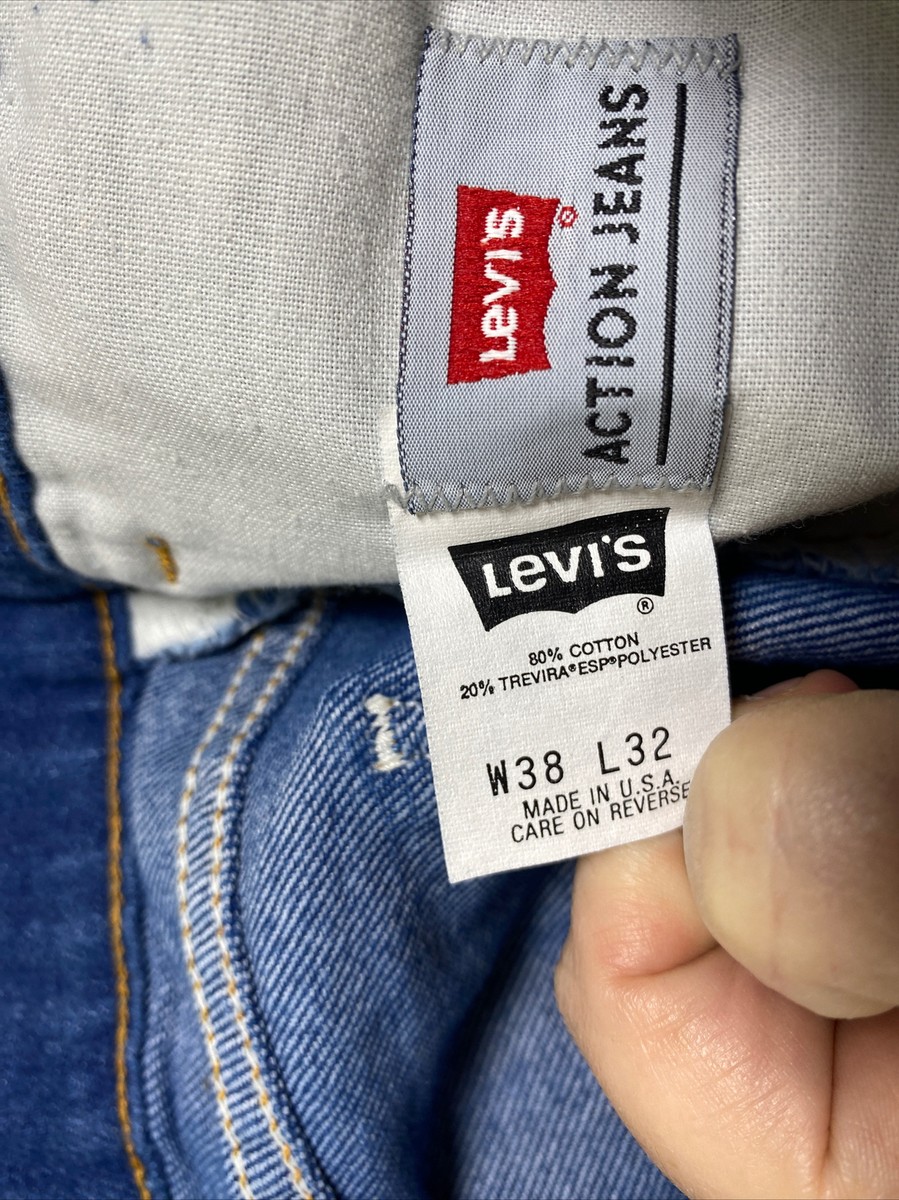 LEVI'S ®
ACTION JEANS
LEVI'S
®
80% COTTON
20% TREVIRA®ESP®POLYESTER
W38 L32
MADE IN U.S.A.
CARE ON REVERSE